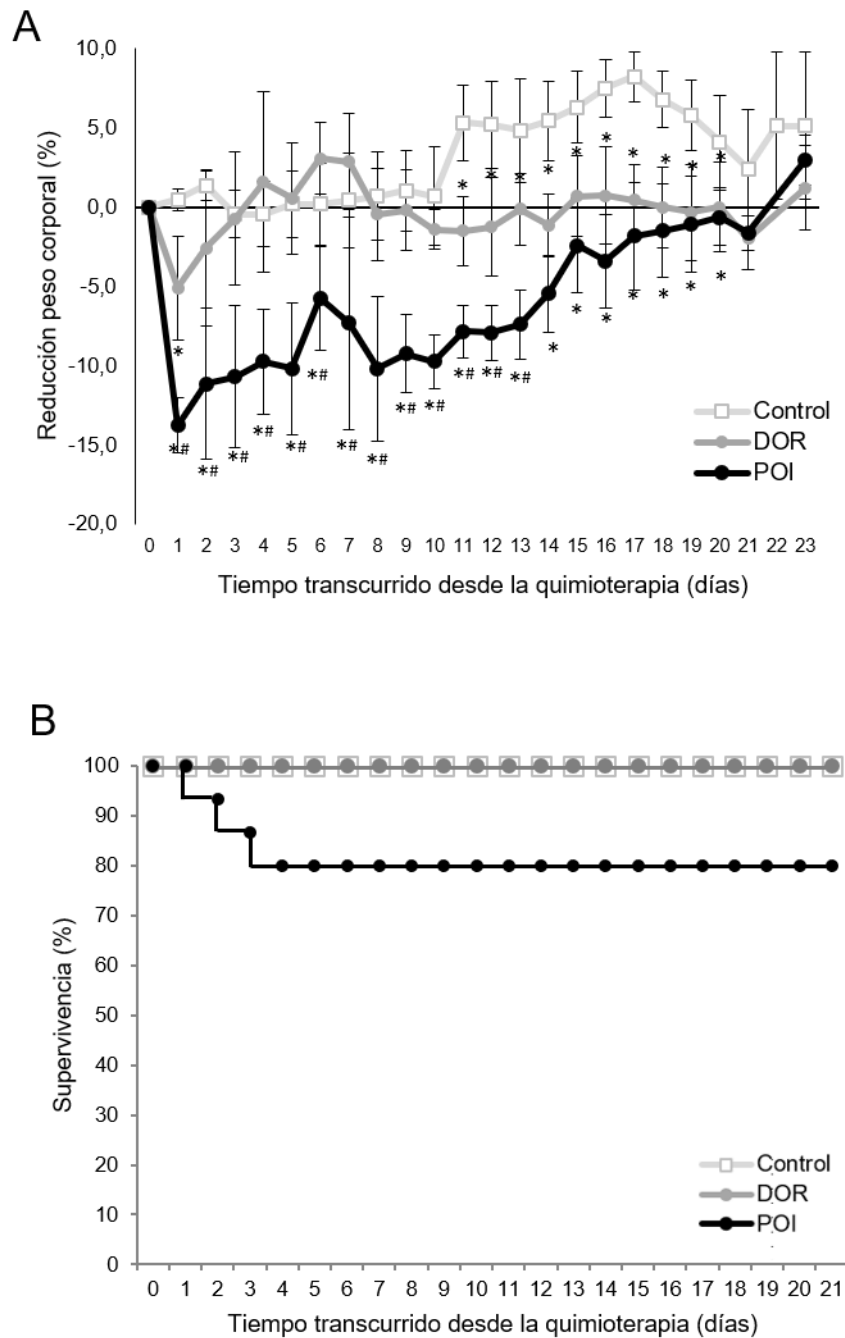 A
10,0
5,0
0,0
-5,0
-10,0
-15,0
-20,0
Reducción peso corporal (%)
* * * * * * * * * *
* *# *# *# *# *# *# *# *# *# *# *# *# *# * * * * * * *
Control
DOR
POI
0 1 2 3 4 5 6 7 8 9 10 11 12 13 14 15 16 17 18 19 20 21 22 23
Tiempo transcurrido desde la quimioterapia (días)
B
100
90
80
70
60
50
40
30
20
10
0
Supervivencia (%)
Control
DOR
POI
0 1 2 3 4 5 6 7 8 9 10 11 12 13 14 15 16 17 18 19 20 21
Tiempo transcurrido desde la quimioterapia (días)